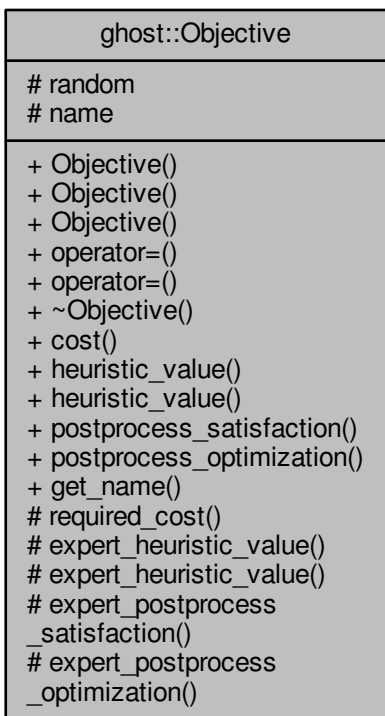 ghost::Objective
# random
# name
+ Objective()
+ Objective()
+ Objective()
+ operator=()
+ operator=()
+ ~Objective()
+ cost()
+ heuristic_value()
+ heuristic_value()
+ postprocess_satisfaction()
+ postprocess_optimization()
+ get_name()
# required_cost()
# expert_heuristic_value()
# expert_heuristic_value()
# expert_postprocess
_satisfaction()
# expert_postprocess
_optimization()